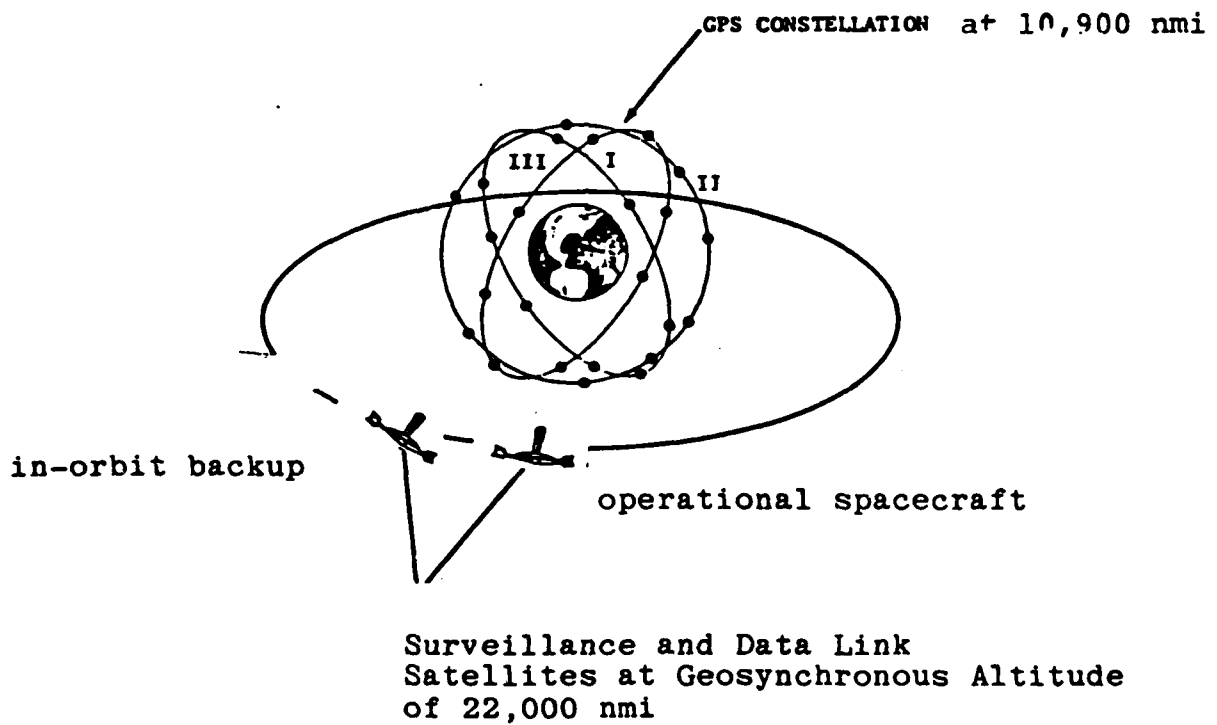 GPS CONSTELLATION at 10,900 nmi
III
I
II
in-orbit backup
operational spacecraft
Surveillance and Data Link
Satellites at Geosynchronous Altitude
of 22,000 nmi